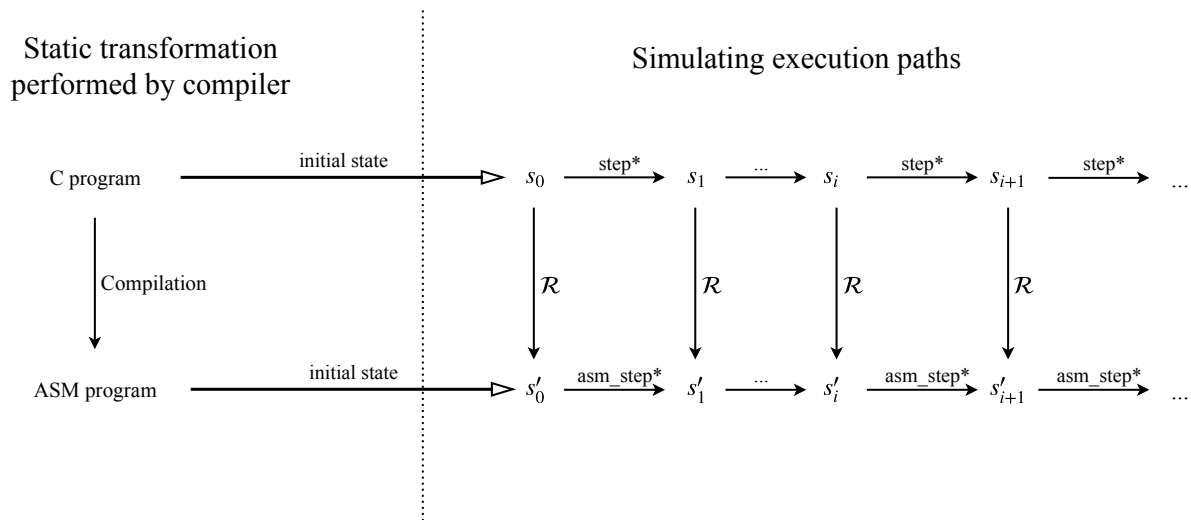 Static transformation
performed by compiler
Simulating execution paths
initial state
step*
...
step*
step*
C program
s₀
s₁
sᵢ
sᵢ₊₁
...
Compilation
ℛ
ℛ
ℛ
ℛ
initial state
asm_step*
...
asm_step*
asm_step*
ASM program
s′₀
s′₁
s′ᵢ
s′ᵢ₊₁
...